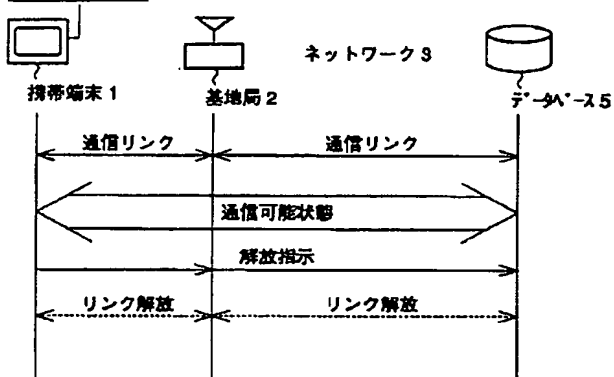 ネットワーク3
携帯端末1
基地局2
データベース5
通信リンク
通信リンク
通信可能状態
解放指示
リンク解放
リンク解放